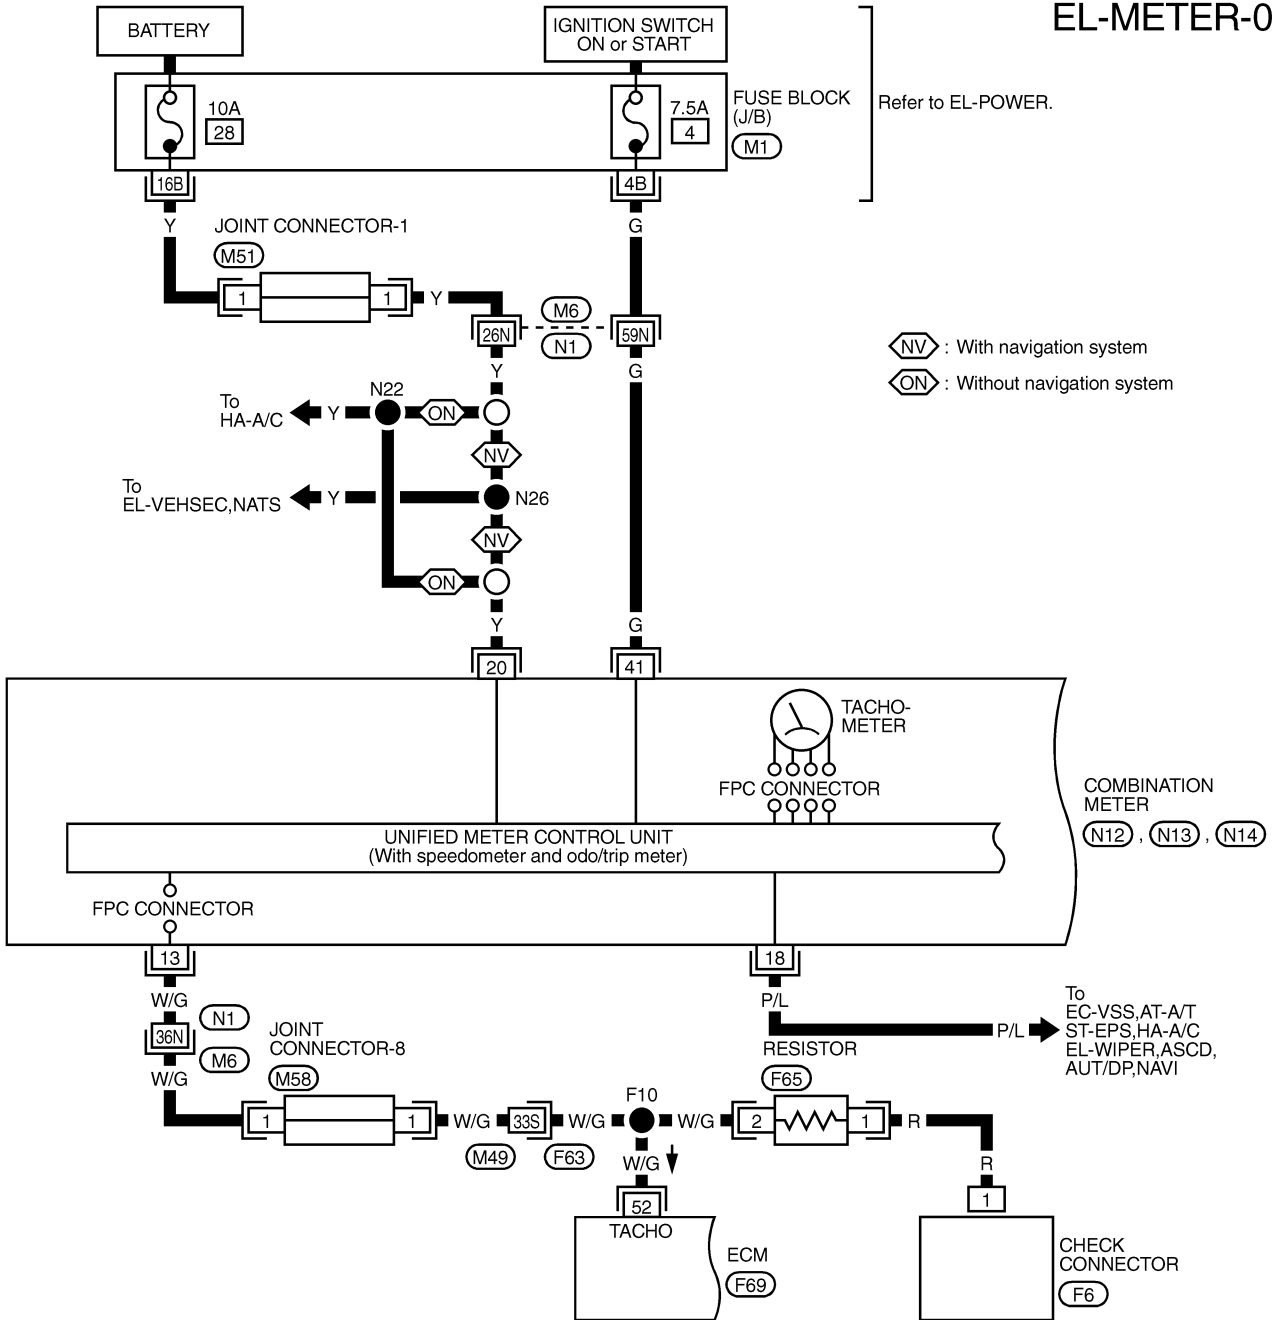 EL-METER-0
BATTERY
IGNITION SWITCH
ON or START
10A
28
7.5A
4
FUSE BLOCK
(J/B)
M1
Refer to EL-POWER.
16B
4B
Y
G
JOINT CONNECTOR-1
M51
1
1
Y
26N
M6
N1
59N
Y
G
NV : With navigation system
ON : Without navigation system
To
HA-A/C
Y
N22
ON
NV
To
EL-VEHSEC,NATS
Y
N26
NV
ON
Y
G
20
41
TACHO-
METER
FPC CONNECTOR
COMBINATION
METER
N12 , N13 , N14
UNIFIED METER CONTROL UNIT
(With speedometer and odo/trip meter)
FPC CONNECTOR
13
18
W/G
N1
36N
M6
W/G
JOINT
CONNECTOR-8
M58
P/L
P/L
To
EC-VSS,AT-A/T
ST-EPS,HA-A/C
EL-WIPER,ASCD,
AUT/DP,NAVI
RESISTOR
F65
F10
1
1
W/G
33S
W/G
W/G
2
1
R
M49
F63
W/G
R
52
1
TACHO
ECM
F69
CHECK
CONNECTOR
F6